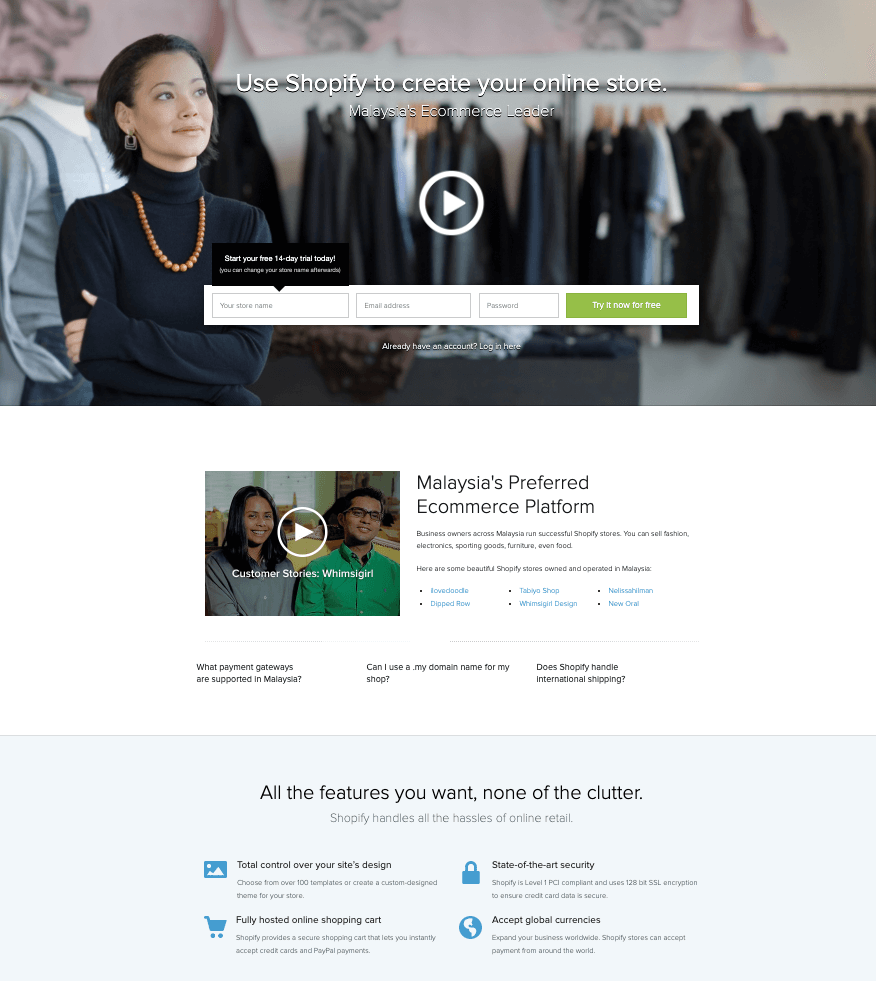 Use Shopify to create your online store.
Malaysia's Ecommerce Leader
Start your free 14-day trial today!
(you can change your store name afterwards)
Your store name
Email address
Password
Try it now for free
Already have an account? Log in here
Customer Stories: Whimsigirl
Malaysia's Preferred
Ecommerce Platform
Business owners across Malaysia run successful Shopify stores. You can sell fashion,
electronics, sporting goods, furniture, even food.
Here are some beautiful Shopify stores owned and operated in Malaysia:
ilovedoodle
Tabiyo Shop
Nelissahilman
Dipped Row
Whimsigirl Design
New Oral
What payment gateways
are supported in Malaysia?
Can I use a .my domain name for my
shop?
Does Shopify handle
international shipping?
All the features you want, none of the clutter.
Shopify handles all the hassles of online retail.
Total control over your site's design
Choose from over 100 templates or create a custom-designed
theme for your store.
State-of-the-art security
Shopify is Level 1 PCI compliant and uses 128 bit SSL encryption
to ensure credit card data is secure.
Fully hosted online shopping cart
Shopify provides a secure shopping cart that lets you instantly
accept credit cards and PayPal payments.
Accept global currencies
Expand your business worldwide. Shopify stores can accept
payment from around the world.